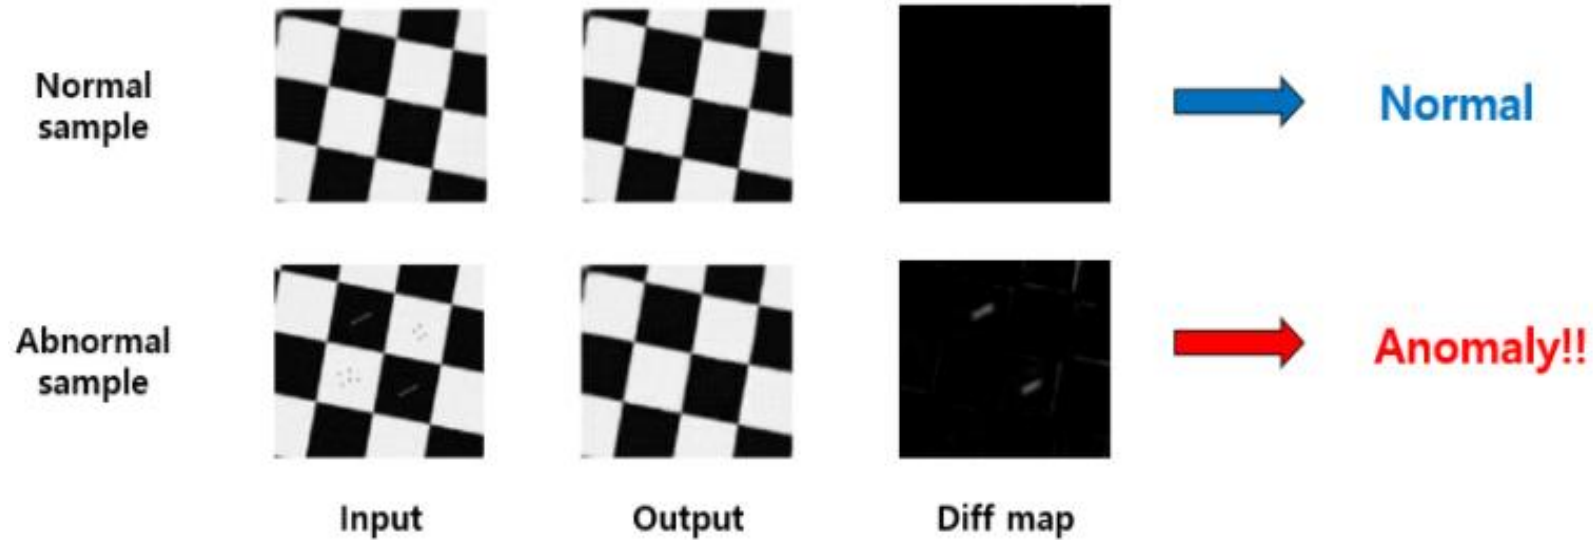 Normal
sample
Normal
Abnormal
sample
Anomaly!!
Input
Output
Diff map